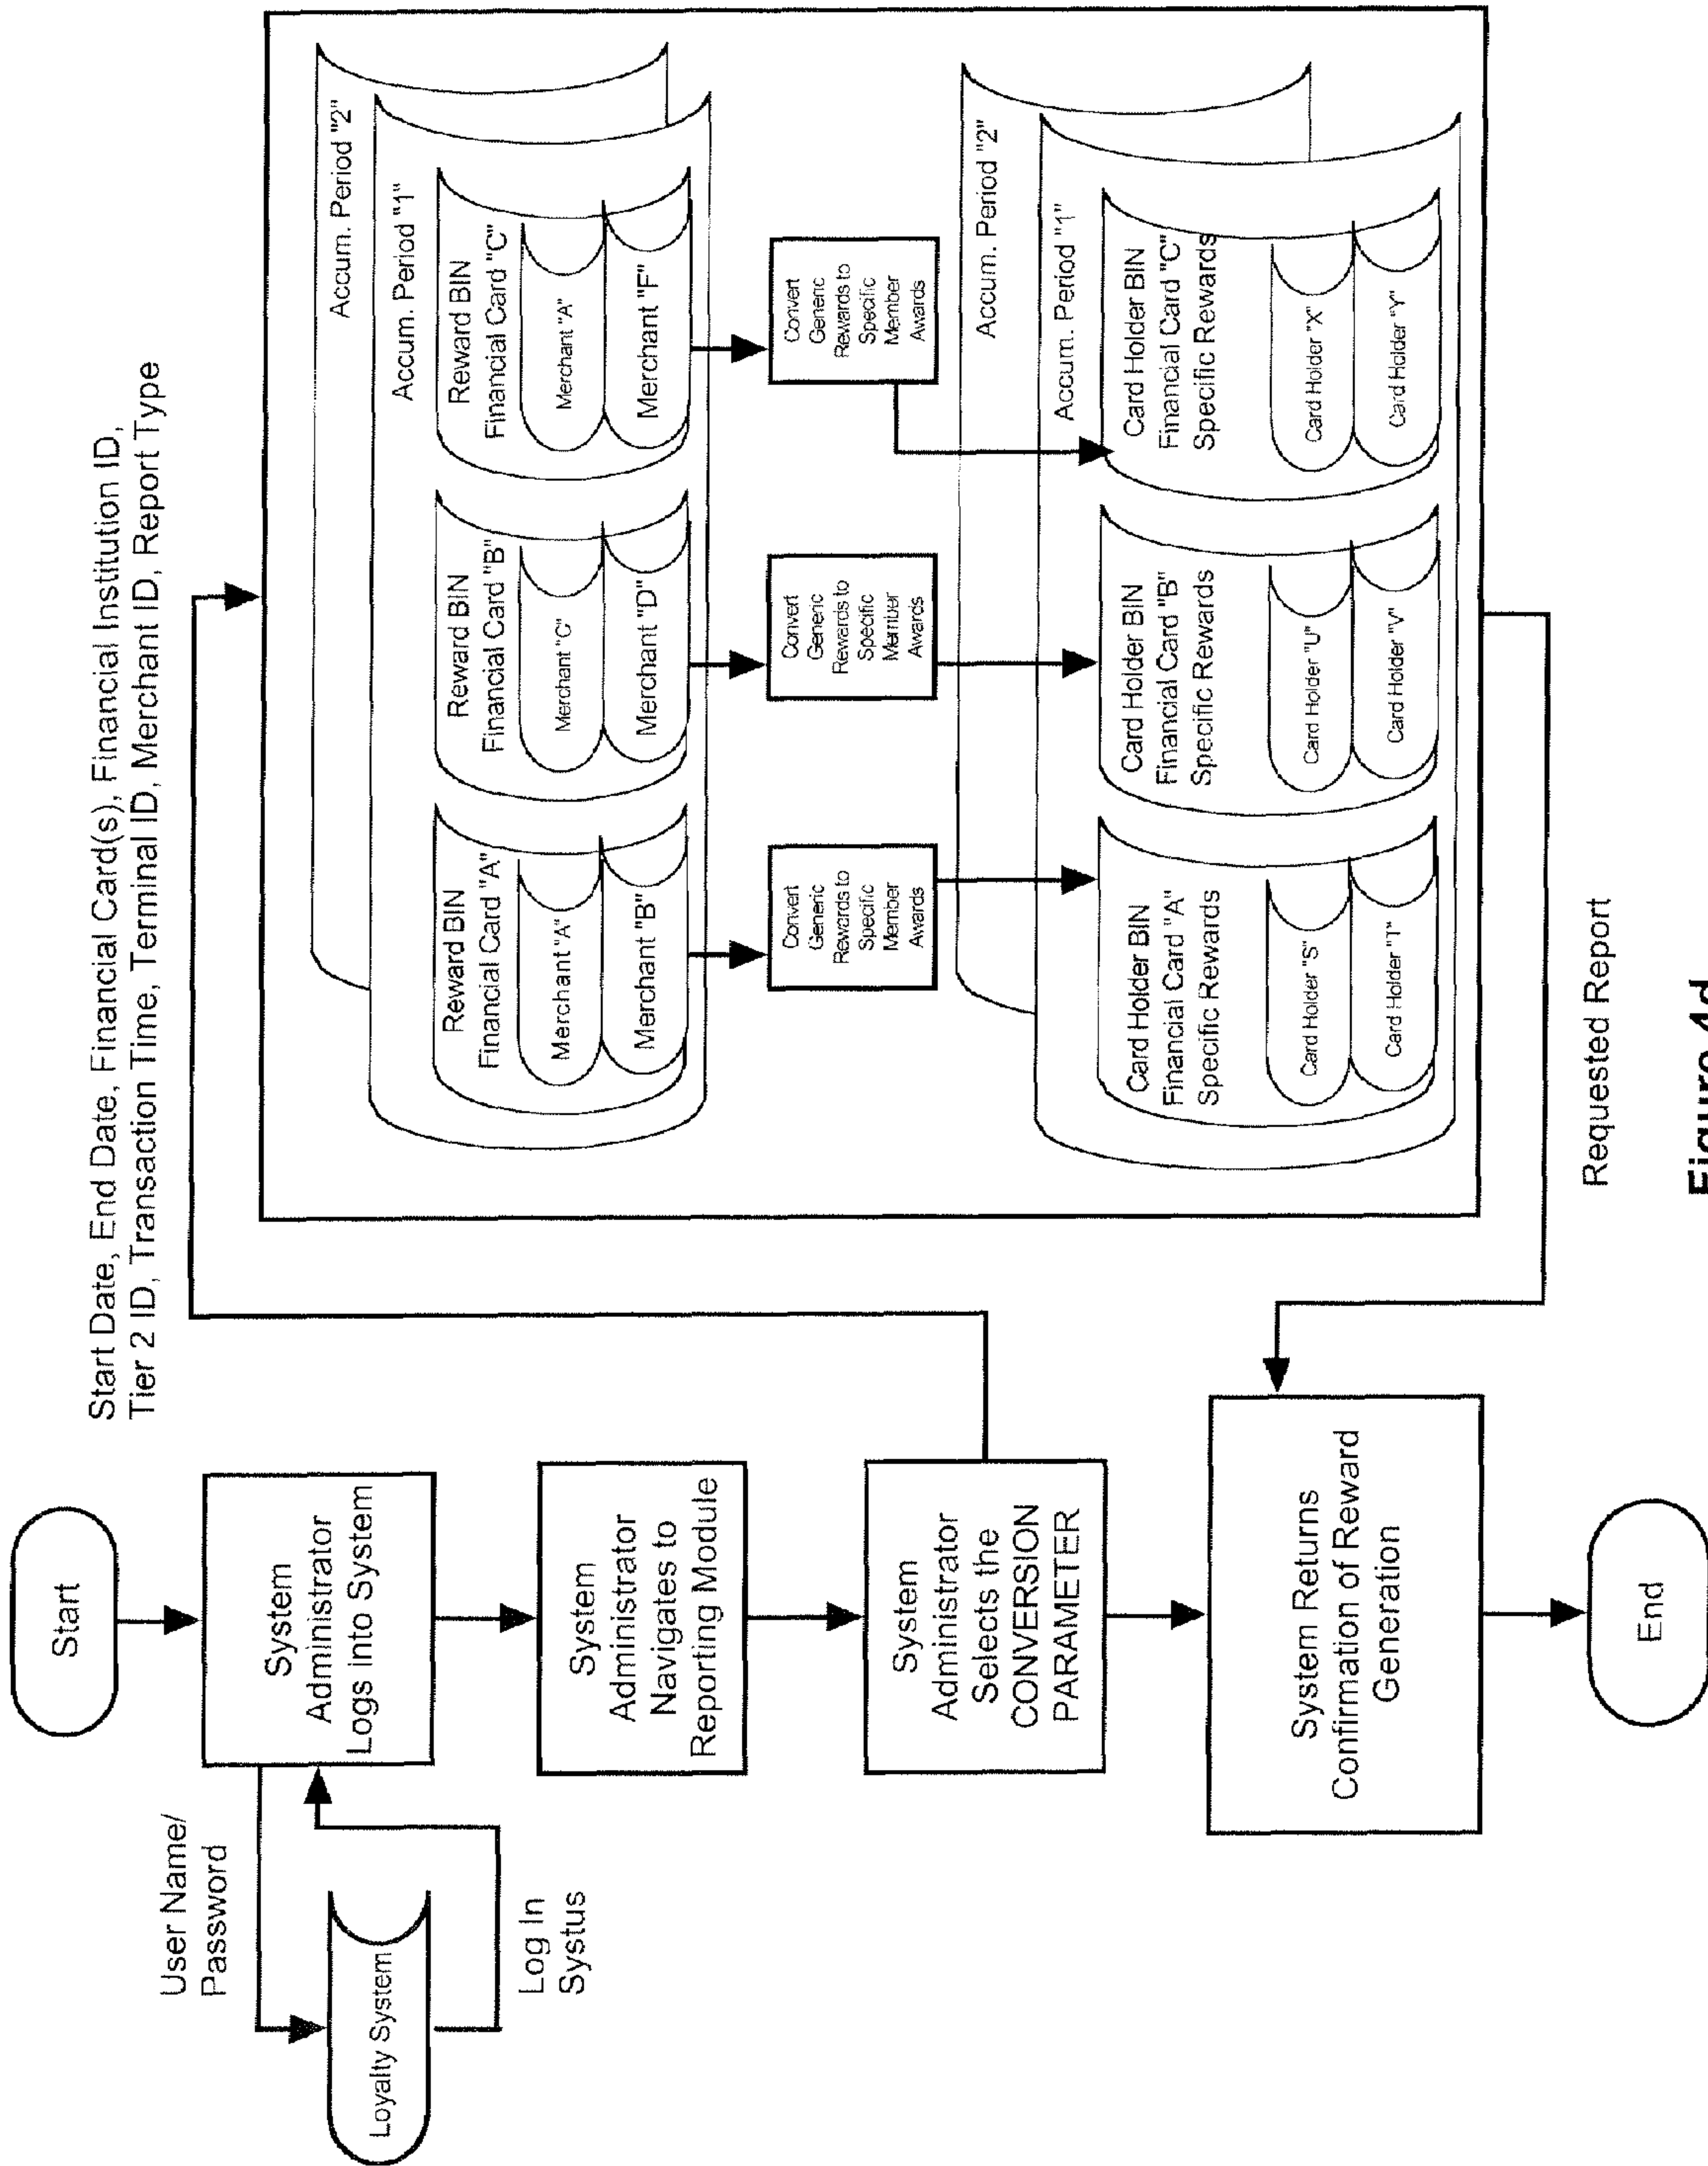 Start Date, End Date, Financial Card(s), Financial Institution ID,
Tier 2 ID, Transaction Time, Terminal ID, Merchant ID, Report Type
Start
System
Administrator
Logs into System
User Name/
Password
Loyalty System
Log In
Systus
System
Administrator
Navigates to
Reporting Module
System
Administrator
Selects the
CONVERSION
PARAMETER
System Returns
Confirmation of Reward
Generation
End
Accum. Period "2"
Accum. Period "1"
Reward BIN
Financial Card "A"
Merchant "A"
Merchant "B"
Reward BIN
Financial Card "B"
Merchant "C"
Merchant "D"
Reward BIN
Financial Card "C"
Merchant "A"
Merchant "F"
Convert
Generic
Rewards to
Specific
Member
Awards
Convert
Generic
Rewards to
Specific
Member
Awards
Convert
Generic
Rewards to
Specific
Member
Awards
Accum. Period "2"
Accum. Period "1"
Card Holder BIN
Financial Card "A"
Specific Rewards
Card Holder "S"
Card Holder "T"
Card Holder BIN
Financial Card "B"
Specific Rewards
Card Holder "U"
Card Holder "V"
Card Holder BIN
Financial Card "C"
Specific Rewards
Card Holder "X"
Card Holder "Y"
Requested Report
Figure 4d